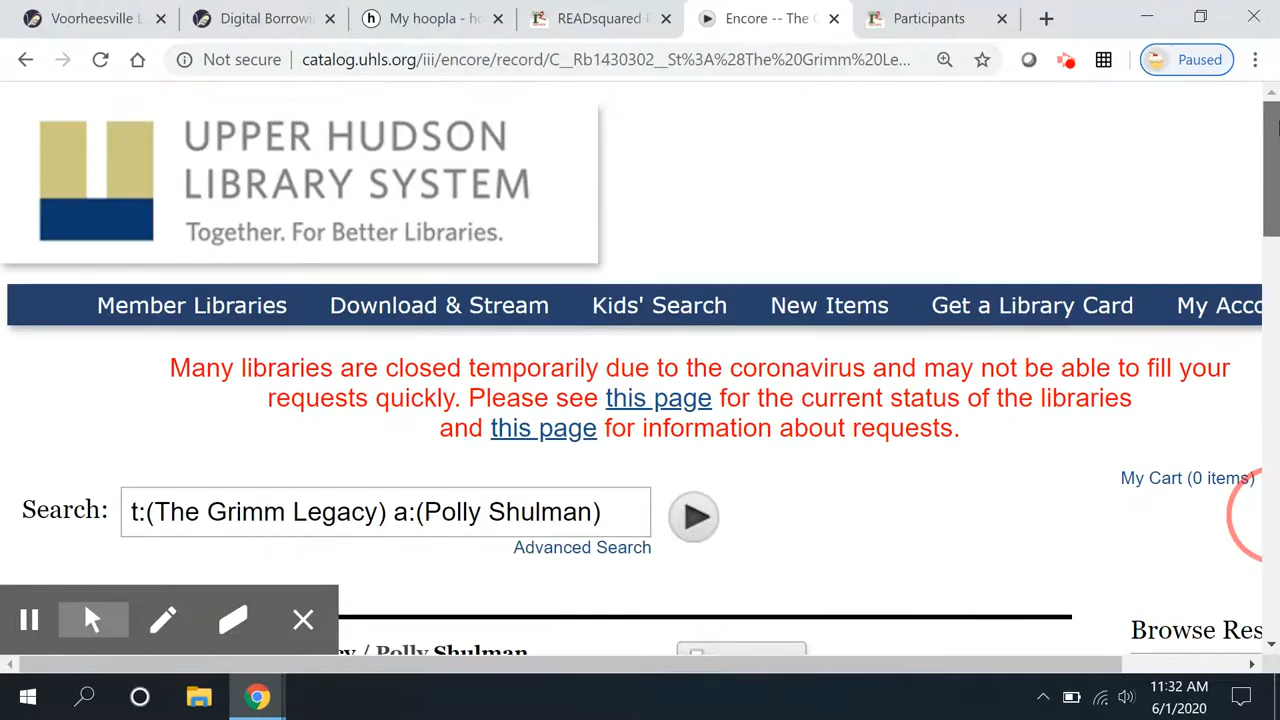 Voorheesville L
Digital Borrowi
My hoopla - h
READsquared
Encore -- The
Participants
Not secure
catalog.uhls.org/iii/encore/record/C__Rb1430302__St%3A%28The%20Grimm%20Le...
Paused
UPPER HUDSON
LIBRARY SYSTEM
Together. For Better Libraries.
Member Libraries
Download & Stream
Kids' Search
New Items
Get a Library Card
My Acco
Many libraries are closed temporarily due to the coronavirus and may not be able to fill your
requests quickly. Please see this page for the current status of the libraries
and this page for information about requests.
My Cart (0 items)
Search:
t:(The Grimm Legacy) a:(Polly Shulman)
Advanced Search
Browse Res
cy / Polly Shulman
11:32 AM
6/1/2020